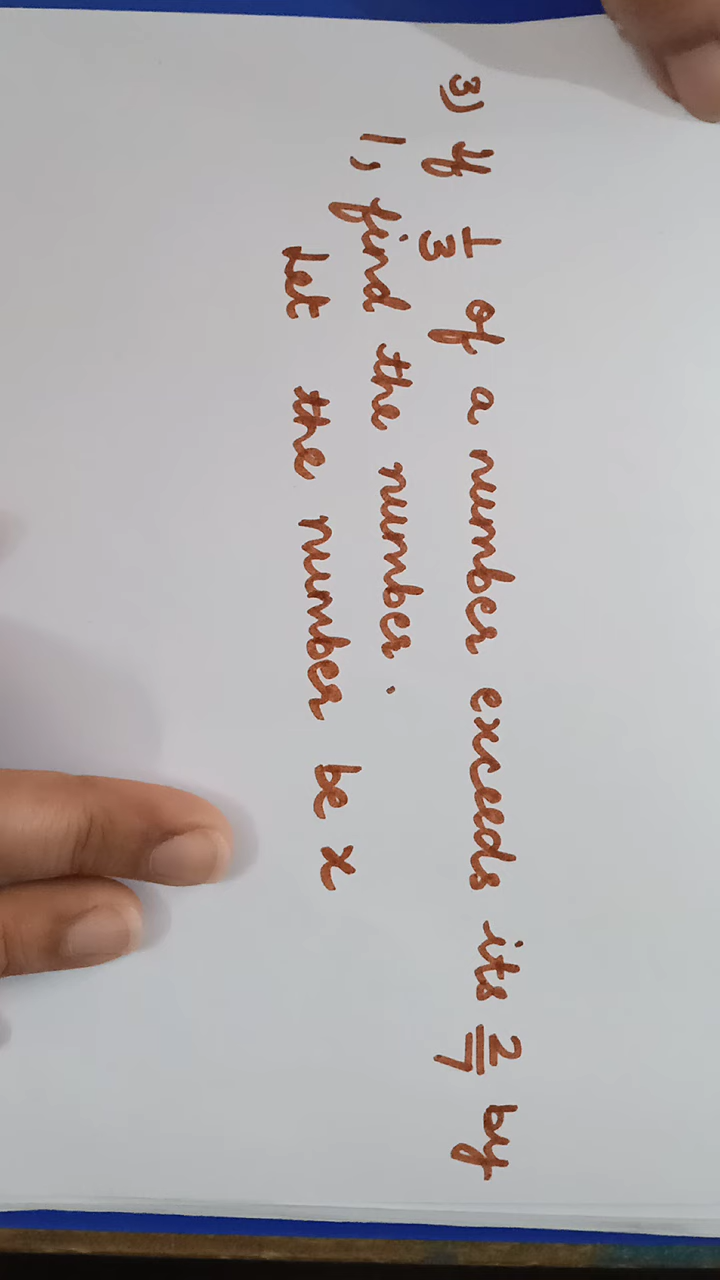 3) If 1/3 of a number exceeds its 2/7 by
1, find the number.
Let the number be x